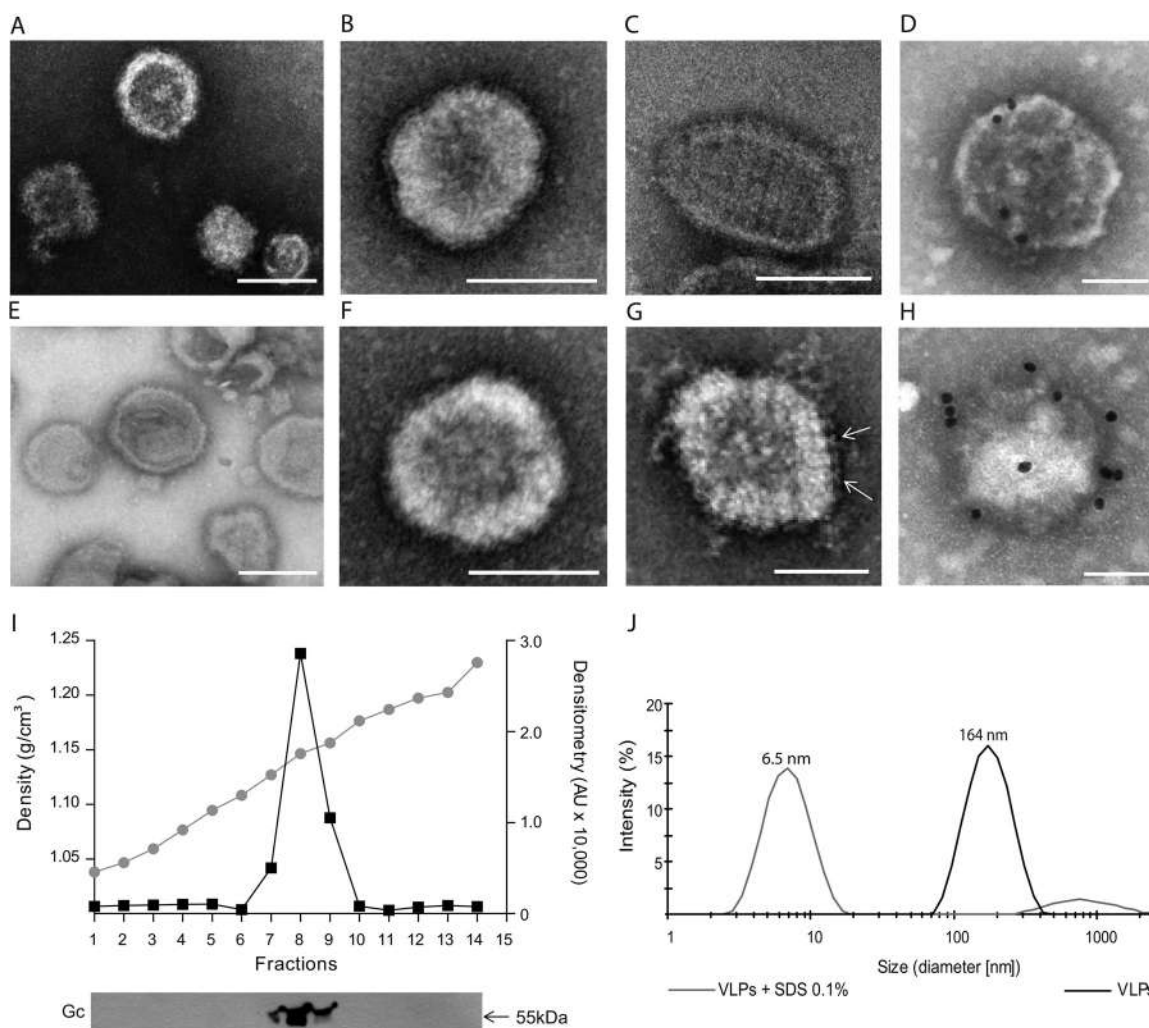 A
B
C
D
E
F
G
H
I
J
1.25
1.20
1.15
1.10
1.05
Density (g/cm³)
3.0
2.0
1.0
0
Densitometry (AU x 10,000)
1 2 3 4 5 6 7 8 9 10 11 12 13 14 15
Fractions
Gc
55kDa
20
15
10
5
Intensity (%)
6.5 nm
164 nm
1 10 100 1000
Size (diameter [nm])
VLPs + SDS 0.1%
VLPs